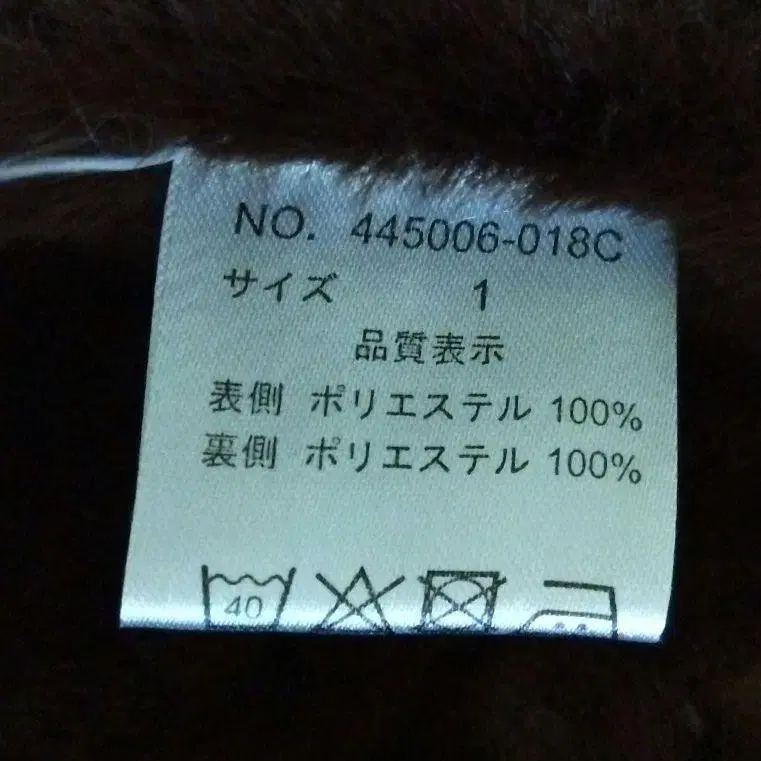 NO. 445006-018C
サイズ 1
品質表示
表側 ポリエステル 100%
裏側 ポリエステル 100%
40